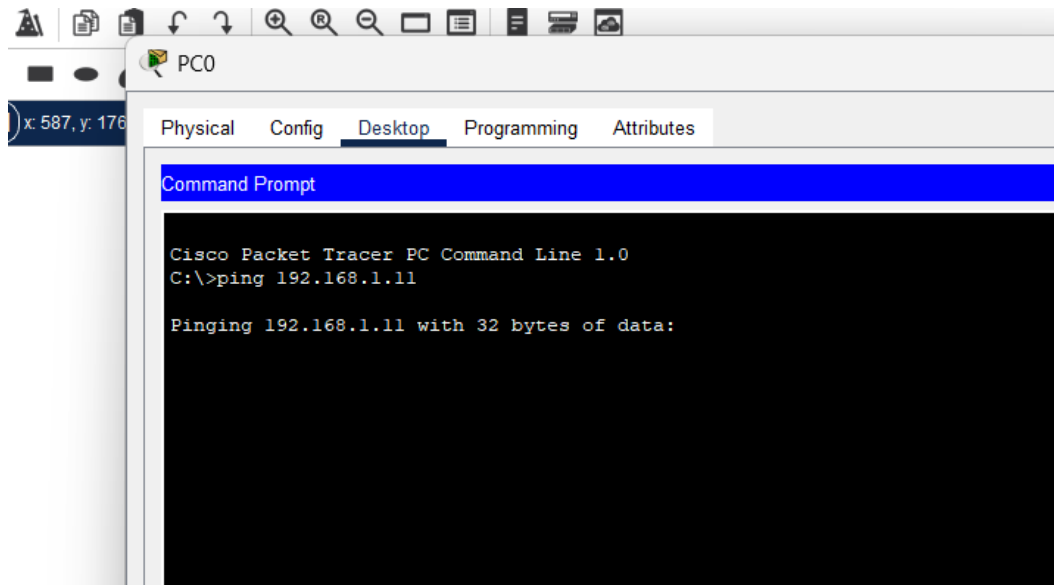 PC0
x: 587, y: 176
Physical Config Desktop Programming Attributes
Command Prompt
Cisco Packet Tracer PC Command Line 1.0
C:\>ping 192.168.1.11
Pinging 192.168.1.11 with 32 bytes of data: